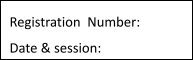 Registration  Number:
Date & session: